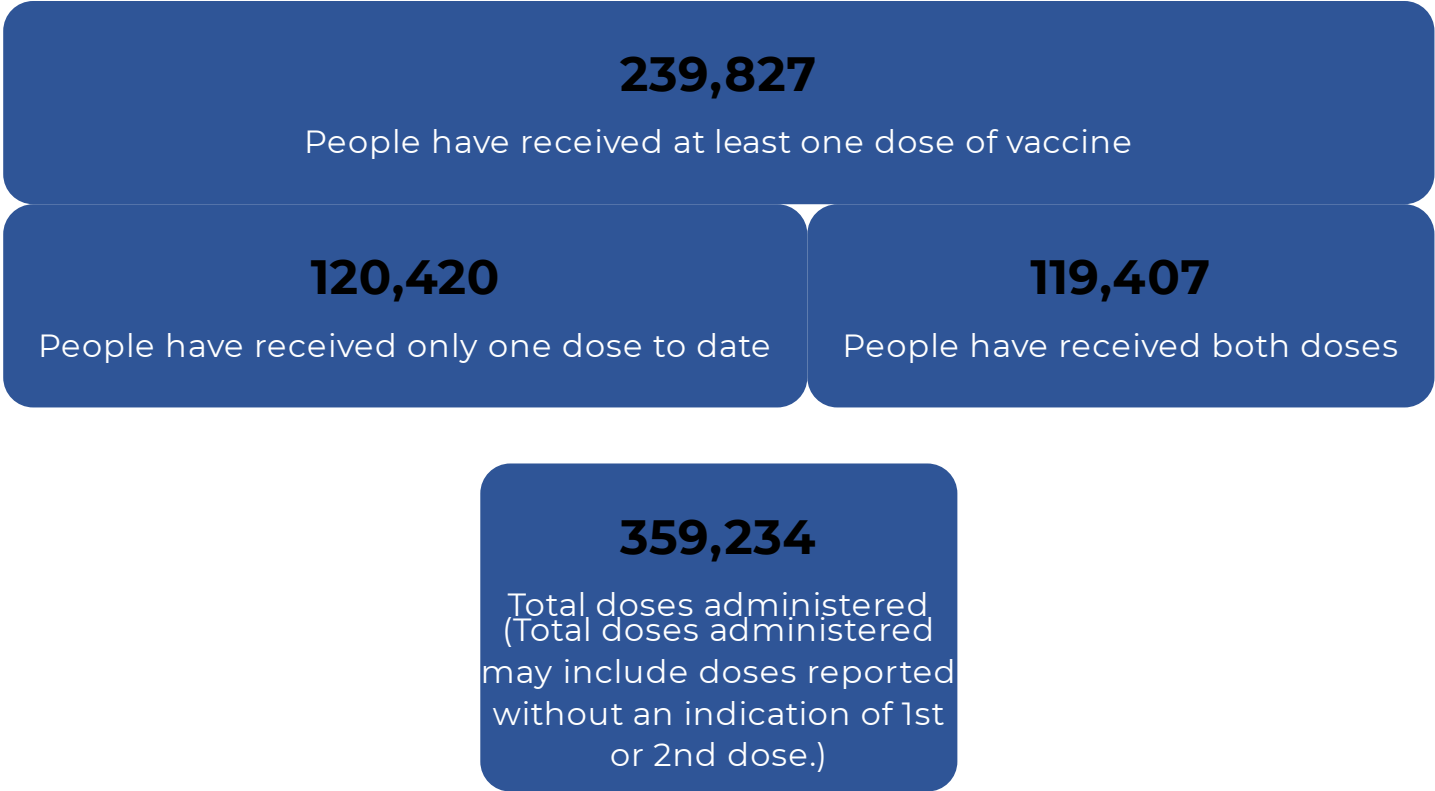 239,827
People have received at least one dose of vaccine
120,420
People have received only one dose to date
119,407
People have received both doses
359,234
Total doses administered
(Total doses administered
may include doses reported
without an indication of 1st
or 2nd dose.)